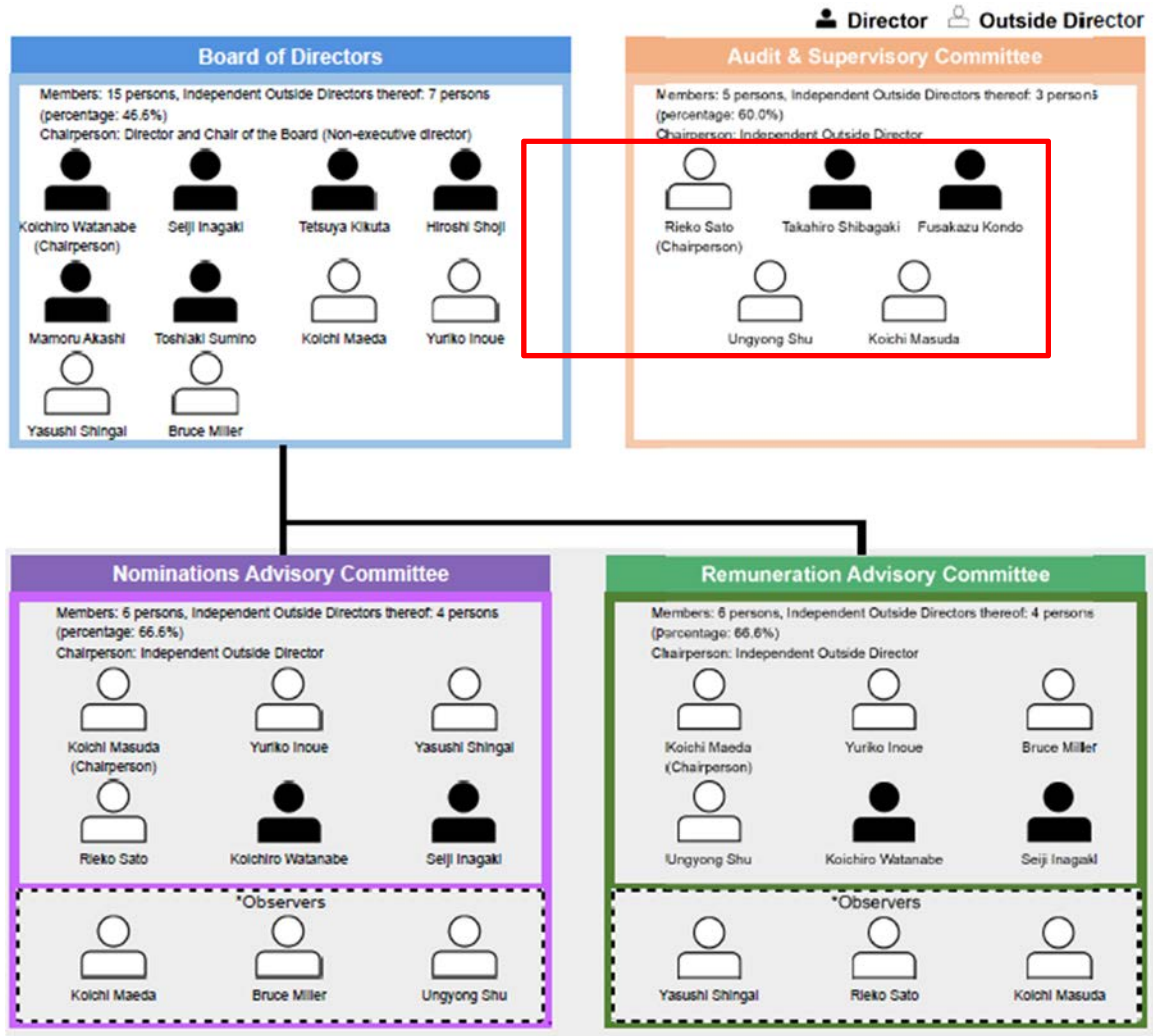 Director Outside Director
Board of Directors
Members: 15 persons, Independent Outside Directors thereof: 7 persons
(percentage: 46.6%)
Chairperson: Director and Chair of the Board (Non-executive director)
Koichiro Watanabe Seiji Inagaki Tetsuya Kikuta Hiroshi Shoji
(Chairperson)
Mamoru Akashi Toshiaki Sumino Koichi Maeda Yuriko Inoue
Yasushi Shingai Bruce Miller
Audit & Supervisory Committee
Members: 5 persons, Independent Outside Directors thereof: 3 persons
(percentage: 60.0%)
Chairperson: Independent Outside Director
Rieko Sato Takahiro Shibagaki Fusakazu Kondo
(Chairperson)
Ungyong Shu Koichi Masuda
Nominations Advisory Committee
Members: 6 persons, Independent Outside Directors thereof: 4 persons
(percentage: 66.6%)
Chairperson: Independent Outside Director
Koichi Masuda Yuriko Inoue Yasushi Shingai
(Chairperson)
Rieko Sato Koichiro Watanabe Seiji Inagaki
*Observers
Koichi Maeda Bruce Miller Ungyong Shu
Remuneration Advisory Committee
Members: 6 persons, Independent Outside Directors thereof: 4 persons
(percentage: 66.6%)
Chairperson: Independent Outside Director
Koichi Maeda Yuriko Inoue Bruce Miller
(Chairperson)
Ungyong Shu Koichiro Watanabe Seiji Inagaki
*Observers
Yasushi Shingai Rieko Sato Koichi Masuda